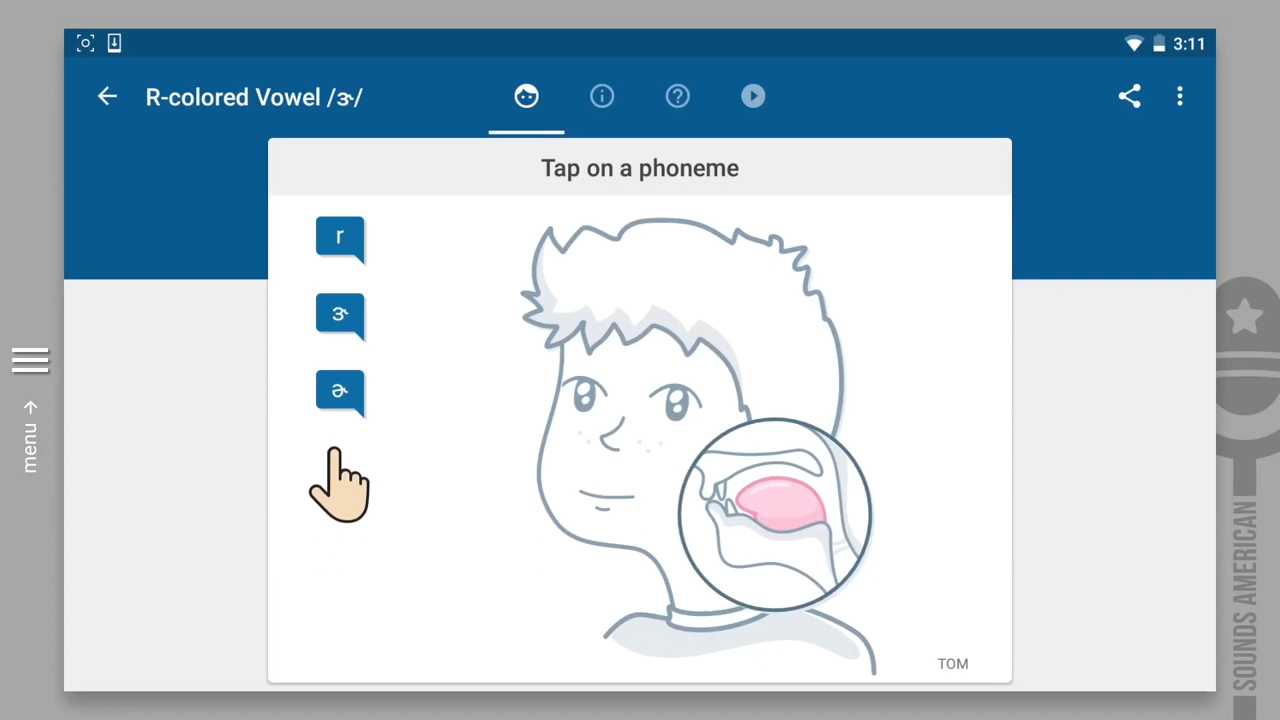 3:11
R-colored Vowel /ɝ/
Tap on a phoneme
r
ɝ
ɚ
menu →
TOM
SOUNDS AMERICAN